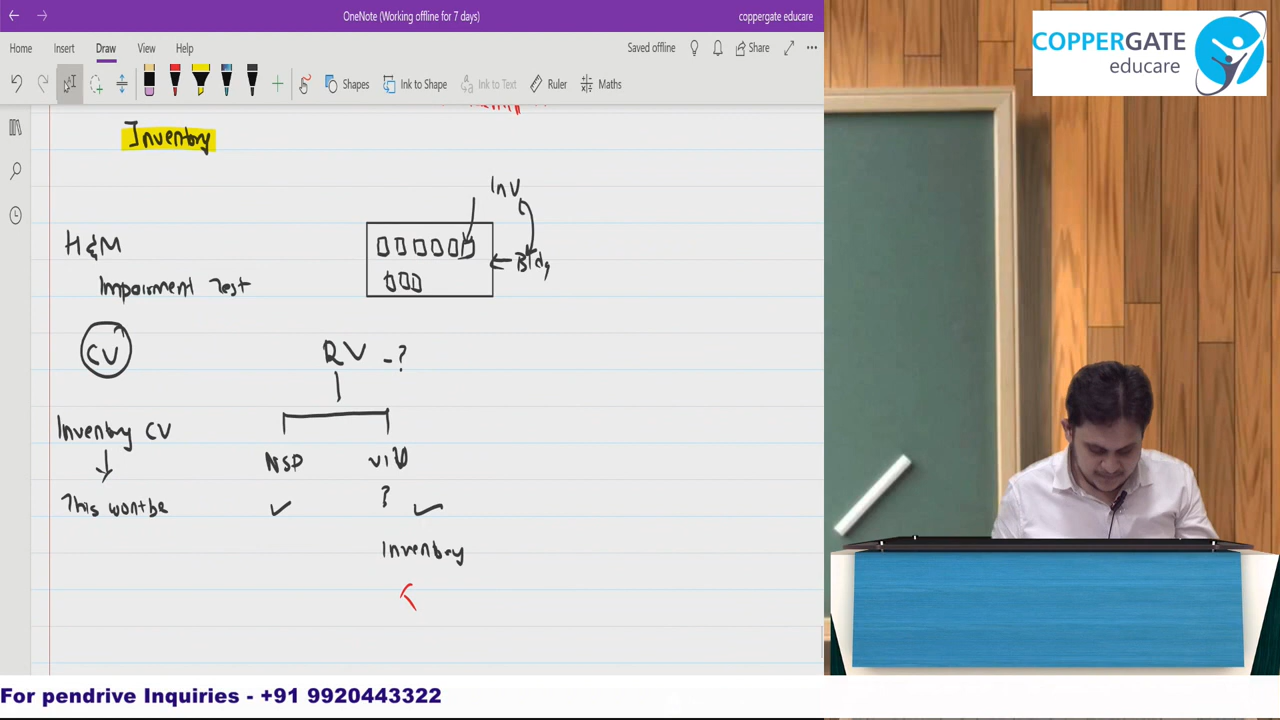 OneNote (Working offline for 7 days)
coppergate educare
Home Insert Draw View Help
Saved offline
Share
Shapes
Ink to Shape
Ink to Text
Ruler
Maths
COPPERGATE
educare
Inventory
Inv
H&M
Bldg
Impairment Test
CV
RV -?
Inventory CV
NSP
VIU
This wont be
?
Inventory
For pendrive Inquiries - +91 9920443322